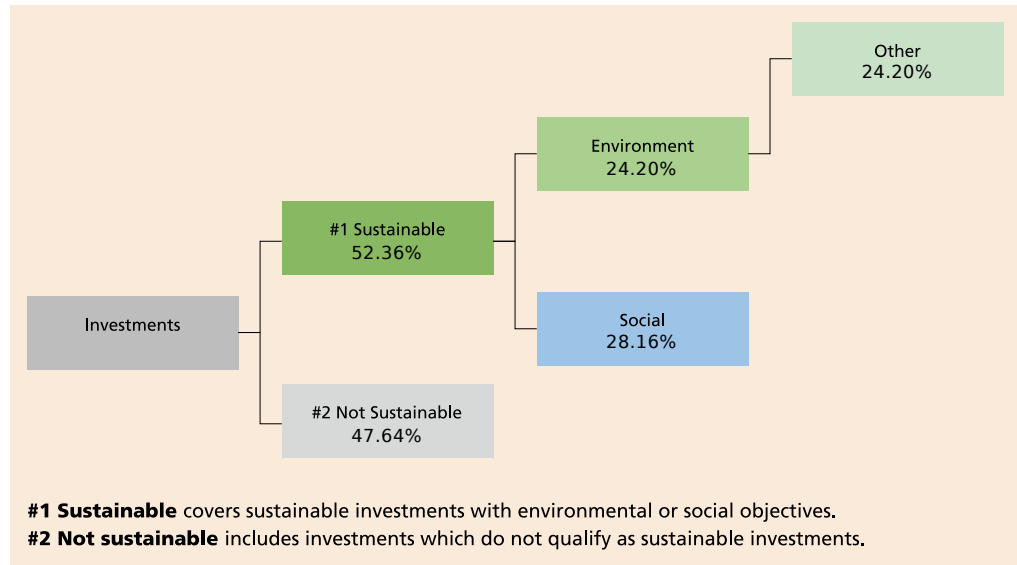 Other
24.20%
Environment
24.20%
#1 Sustainable
52.36%
Investments
Social
28.16%
#2 Not Sustainable
47.64%
#1 Sustainable covers sustainable investments with environmental or social objectives.
#2 Not sustainable includes investments which do not qualify as sustainable investments.